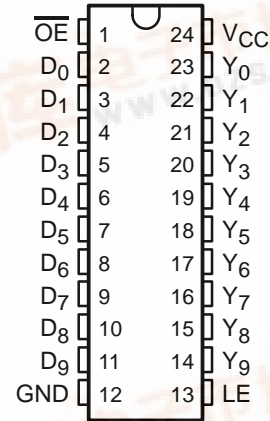 O̅E̅ 1 24 VCC
D0 2 23 Y0
D1 3 22 Y1
D2 4 21 Y2
D3 5 20 Y3
D4 6 19 Y4
D5 7 18 Y5
D6 8 17 Y6
D7 9 16 Y7
D8 10 15 Y8
D9 11 14 Y9
GND 12 13 LE